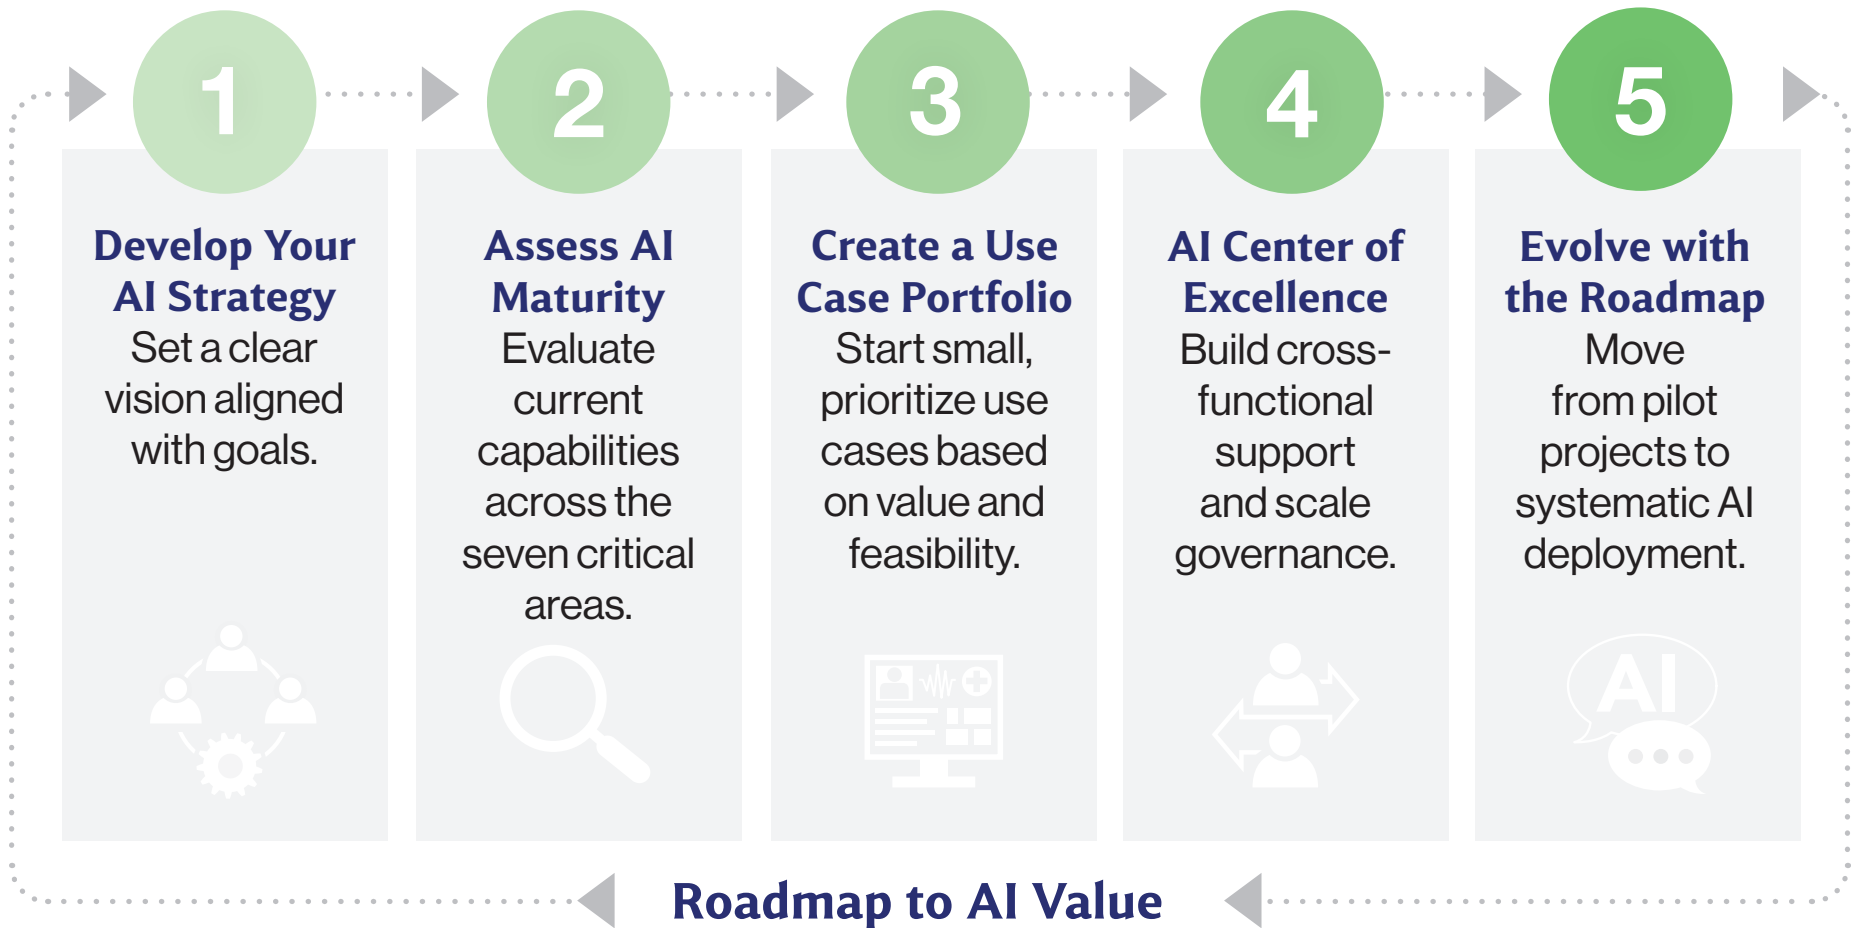 1
Develop Your
AI Strategy
Set a clear
vision aligned
with goals.
2
Assess AI
Maturity
Evaluate
current
capabilities
across the
seven critical
areas.
3
Create a Use
Case Portfolio
Start small,
prioritize use
cases based
on value and
feasibility.
4
AI Center of
Excellence
Build cross-
functional
support
and scale
governance.
5
Evolve with
the Roadmap
Move
from pilot
projects to
systematic AI
deployment.
AI
Roadmap to AI Value